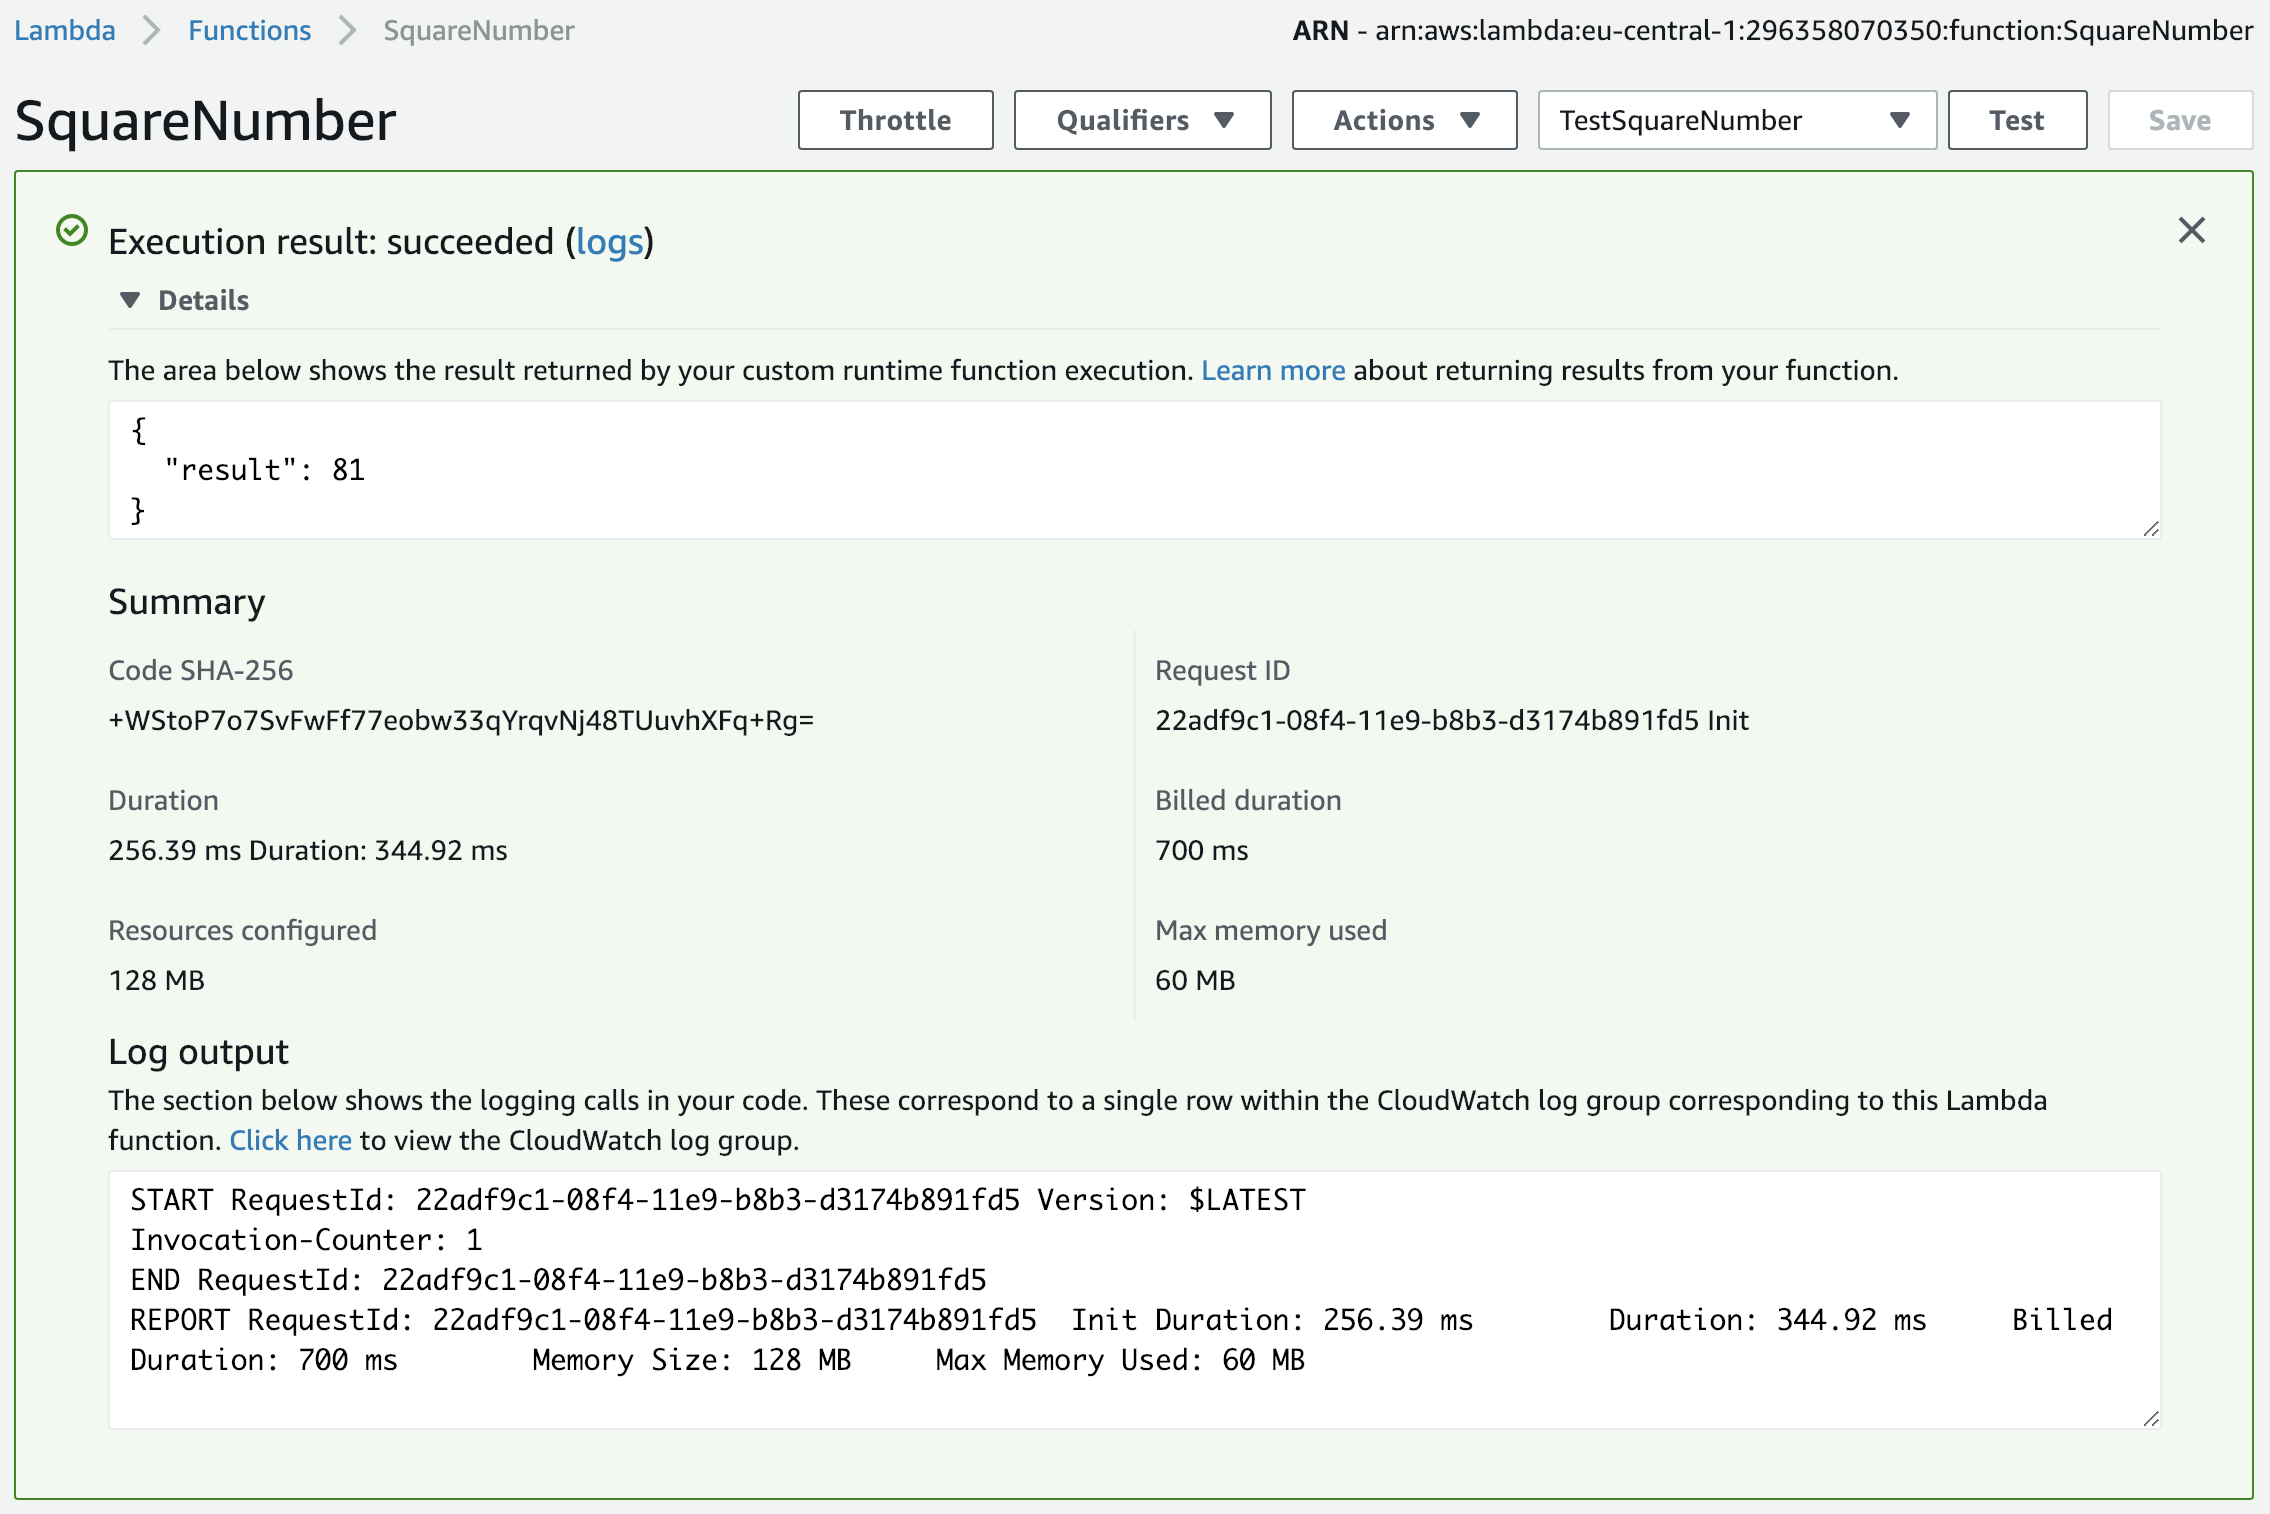 Lambda > Functions > SquareNumber
ARN - arn:aws:lambda:eu-central-1:296358070350:function:SquareNumber
SquareNumber
Throttle
Qualifiers
Actions
TestSquareNumber
Test
Save
Execution result: succeeded (logs)
Details
The area below shows the result returned by your custom runtime function execution. Learn more about returning results from your function.
{
  "result": 81
}
Summary
Code SHA-256
+WStoP7o7SvFwFf77eobw33qYrqvNj48TUuvhXFq+Rg=
Request ID
22adf9c1-08f4-11e9-b8b3-d3174b891fd5 Init
Duration
256.39 ms Duration: 344.92 ms
Billed duration
700 ms
Resources configured
128 MB
Max memory used
60 MB
Log output
The section below shows the logging calls in your code. These correspond to a single row within the CloudWatch log group corresponding to this Lambda
function. Click here to view the CloudWatch log group.
START RequestId: 22adf9c1-08f4-11e9-b8b3-d3174b891fd5 Version: $LATEST
Invocation-Counter: 1
END RequestId: 22adf9c1-08f4-11e9-b8b3-d3174b891fd5
REPORT RequestId: 22adf9c1-08f4-11e9-b8b3-d3174b891fd5  Init Duration: 256.39 ms        Duration: 344.92 ms     Billed
Duration: 700 ms        Memory Size: 128 MB     Max Memory Used: 60 MB